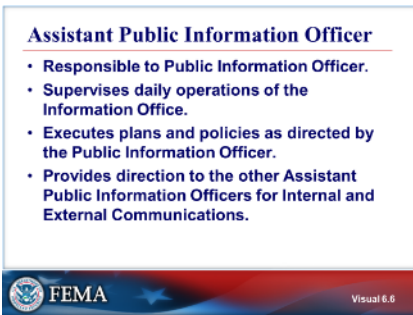 Assistant Public Information Officer
• Responsible to Public Information Officer.
• Supervises daily operations of the
Information Office.
• Executes plans and policies as directed by
the Public Information Officer.
• Provides direction to the other Assistant
Public Information Officers for Internal and
External Communications.
FEMA
Visual 6.6